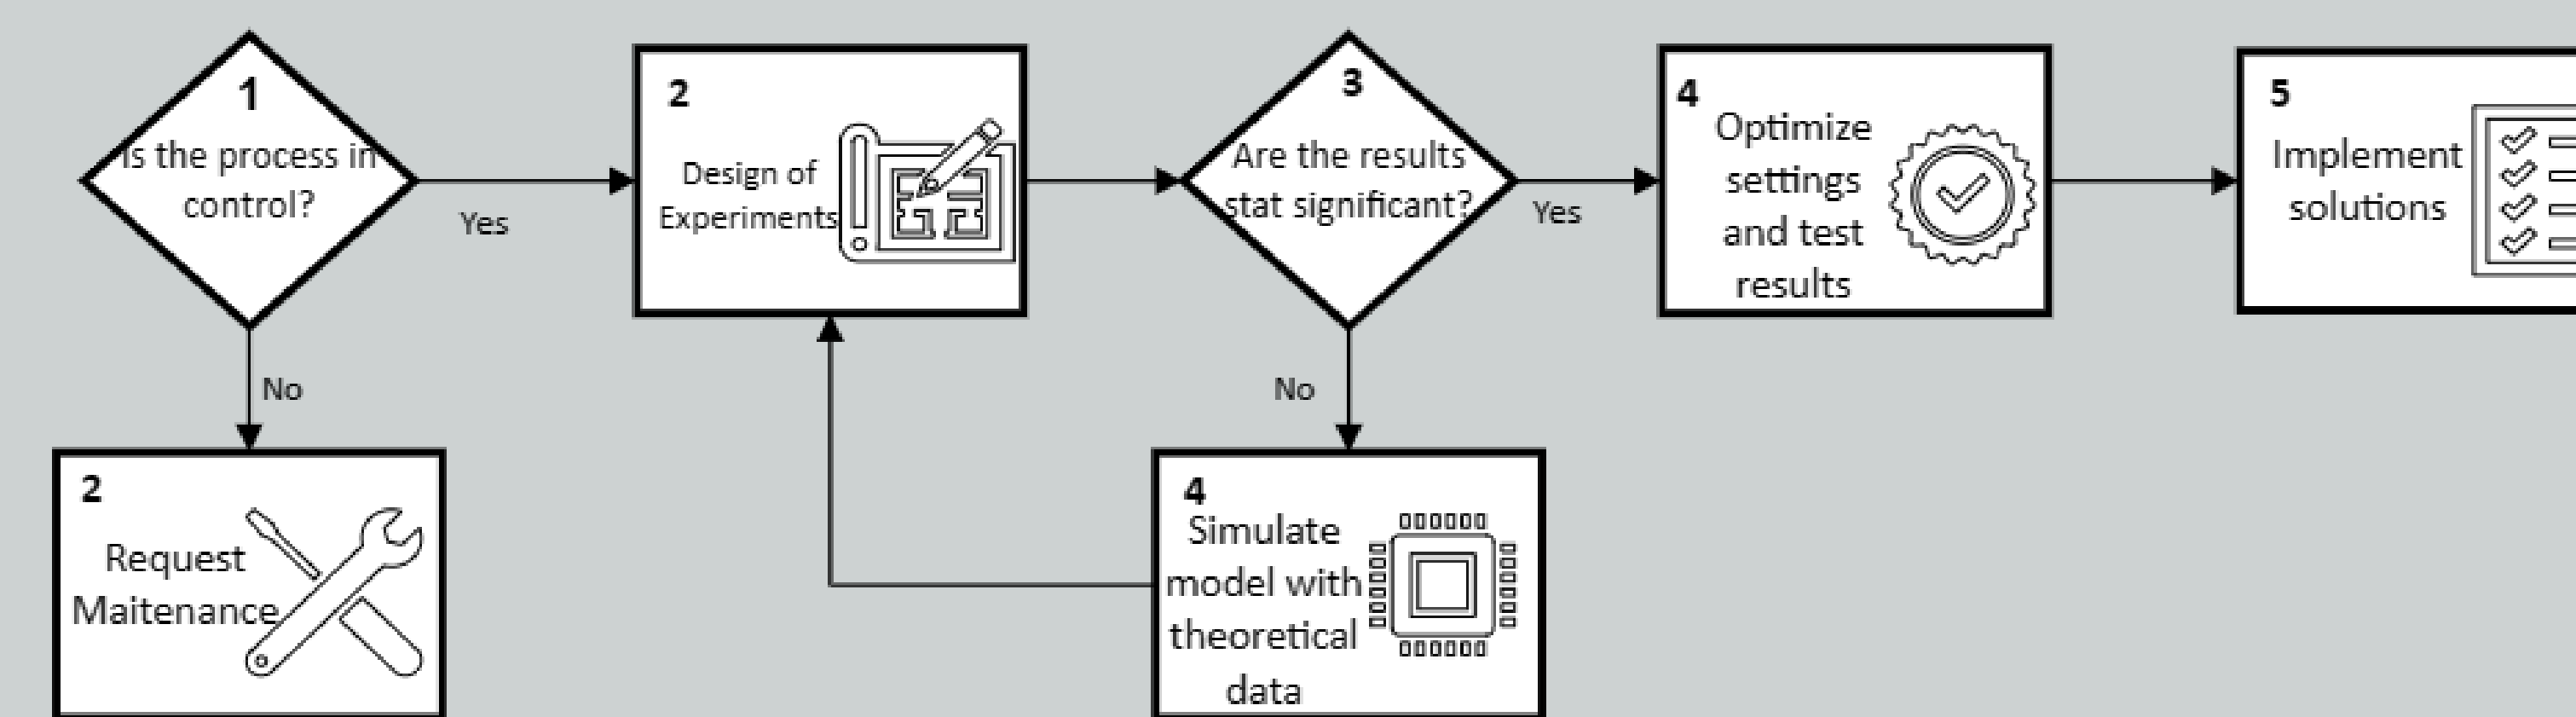 1
Is the process in
control?
Yes
No
2
Request
Maitenance
2
Design of
Experiments
3
Are the results
stat significant?
Yes
No
4
Simulate
model with
theoretical
data
4
Optimize
settings
and test
results
5
Implement
solutions